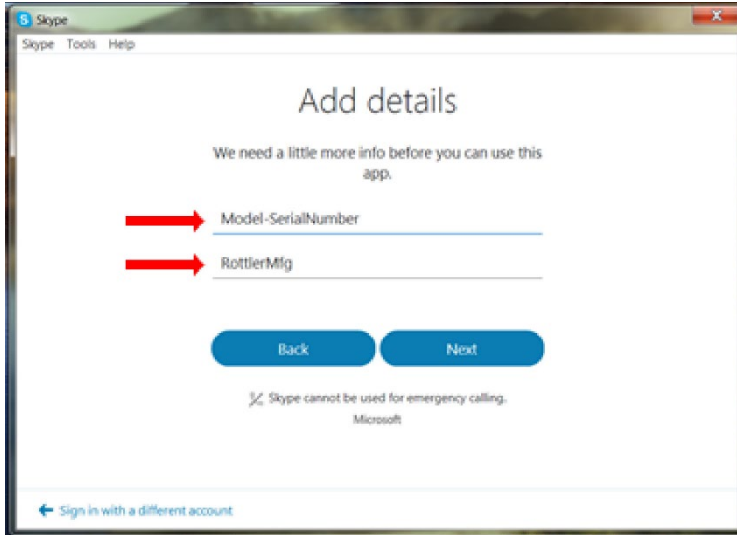 Skype
Skype Tools Help
Add details
We need a little more info before you can use this
app.
Model-SerialNumber
RottlerMfg
Back Next
Skype cannot be used for emergency calling.
Microsoft
Sign in with a different account